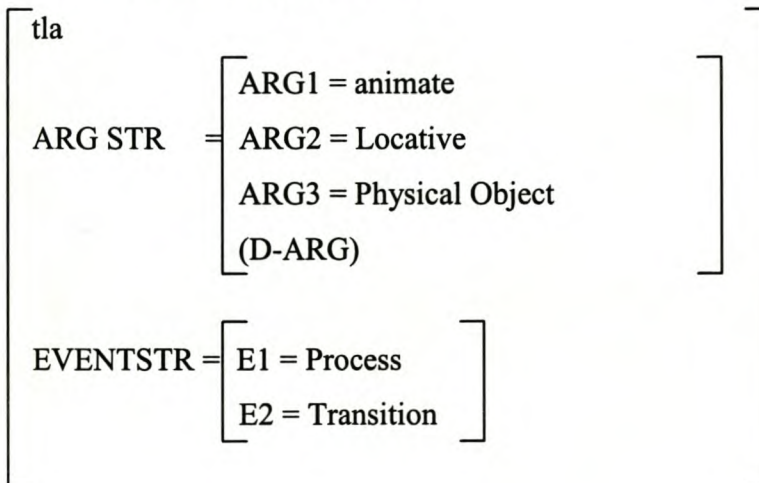 tla
ARG1 = animate
ARG STR = ARG2 = Locative
ARG3 = Physical Object
(D-ARG)
EVENTSTR = E1 = Process
E2 = Transition